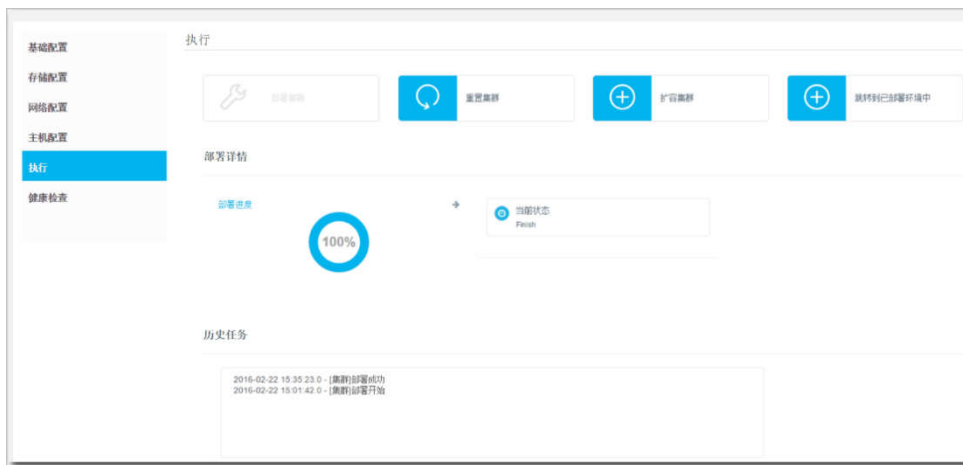 基础配置
存储配置
网络配置
主机配置
执行
健康检查
执行
部署集群
重置集群
扩容集群
跳转到已部署环境中
部署详情
部署进度
100%
当前状态
Finish
历史任务
2016-02-22 15:35:23.0 - [集群]部署成功
2016-02-22 15:01:42.0 - [集群]部署开始